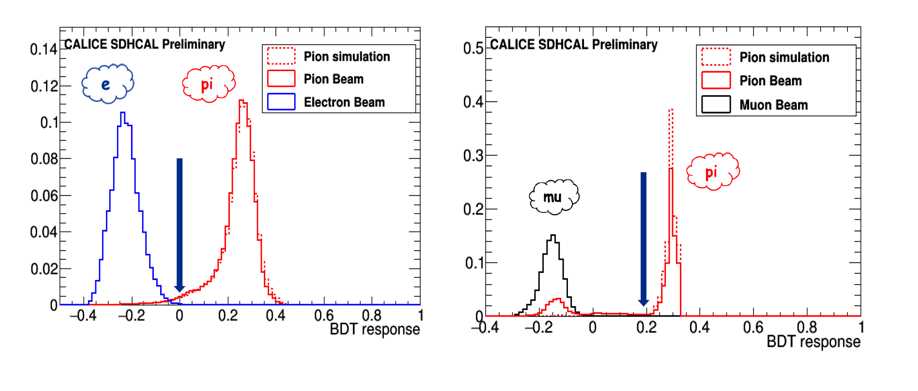 CALICE SDHCAL Preliminary
Pion simulation
Pion Beam
Electron Beam
e
pi
0.14
0.12
0.1
0.08
0.06
0.04
0.02
0
−0.4 −0.2 0 0.2 0.4 0.6 0.8 1
BDT response
CALICE SDHCAL Preliminary
Pion simulation
Pion Beam
Muon Beam
mu
pi
0.5
0.4
0.3
0.2
0.1
0
−0.4 −0.2 0 0.2 0.4 0.6 0.8 1
BDT response